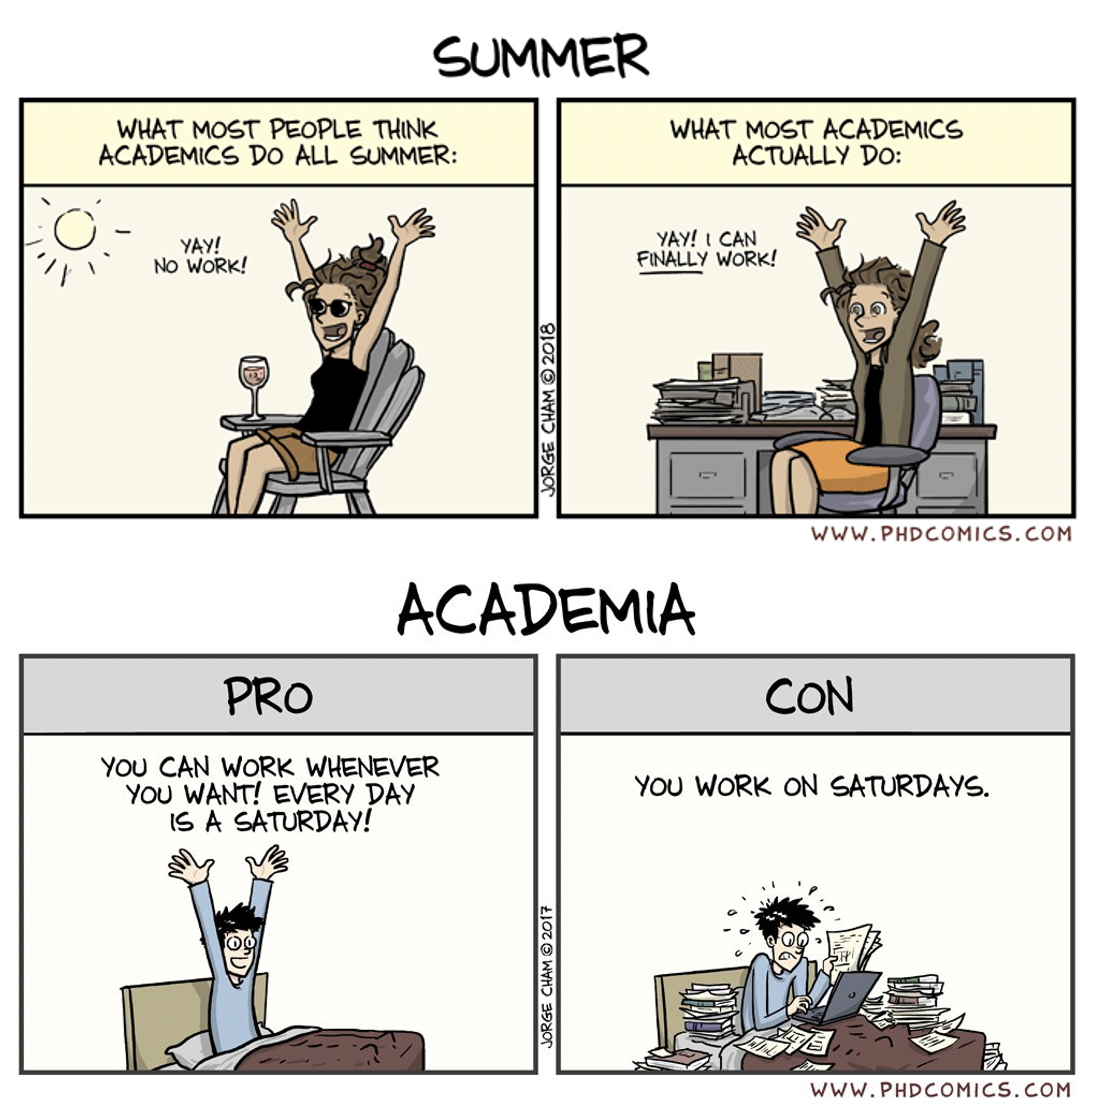 SUMMER
WHAT MOST PEOPLE THINK
ACADEMICS DO ALL SUMMER:
YAY!
NO WORK!
JORGE CHAM © 2018
WHAT MOST ACADEMICS
ACTUALLY DO:
YAY! I CAN
FINALLY WORK!
WWW.PHDCOMICS.COM
ACADEMIA
PRO
YOU CAN WORK WHENEVER
YOU WANT! EVERY DAY
IS A SATURDAY!
JORGE CHAM © 2017
CON
YOU WORK ON SATURDAYS.
WWW.PHDCOMICS.COM